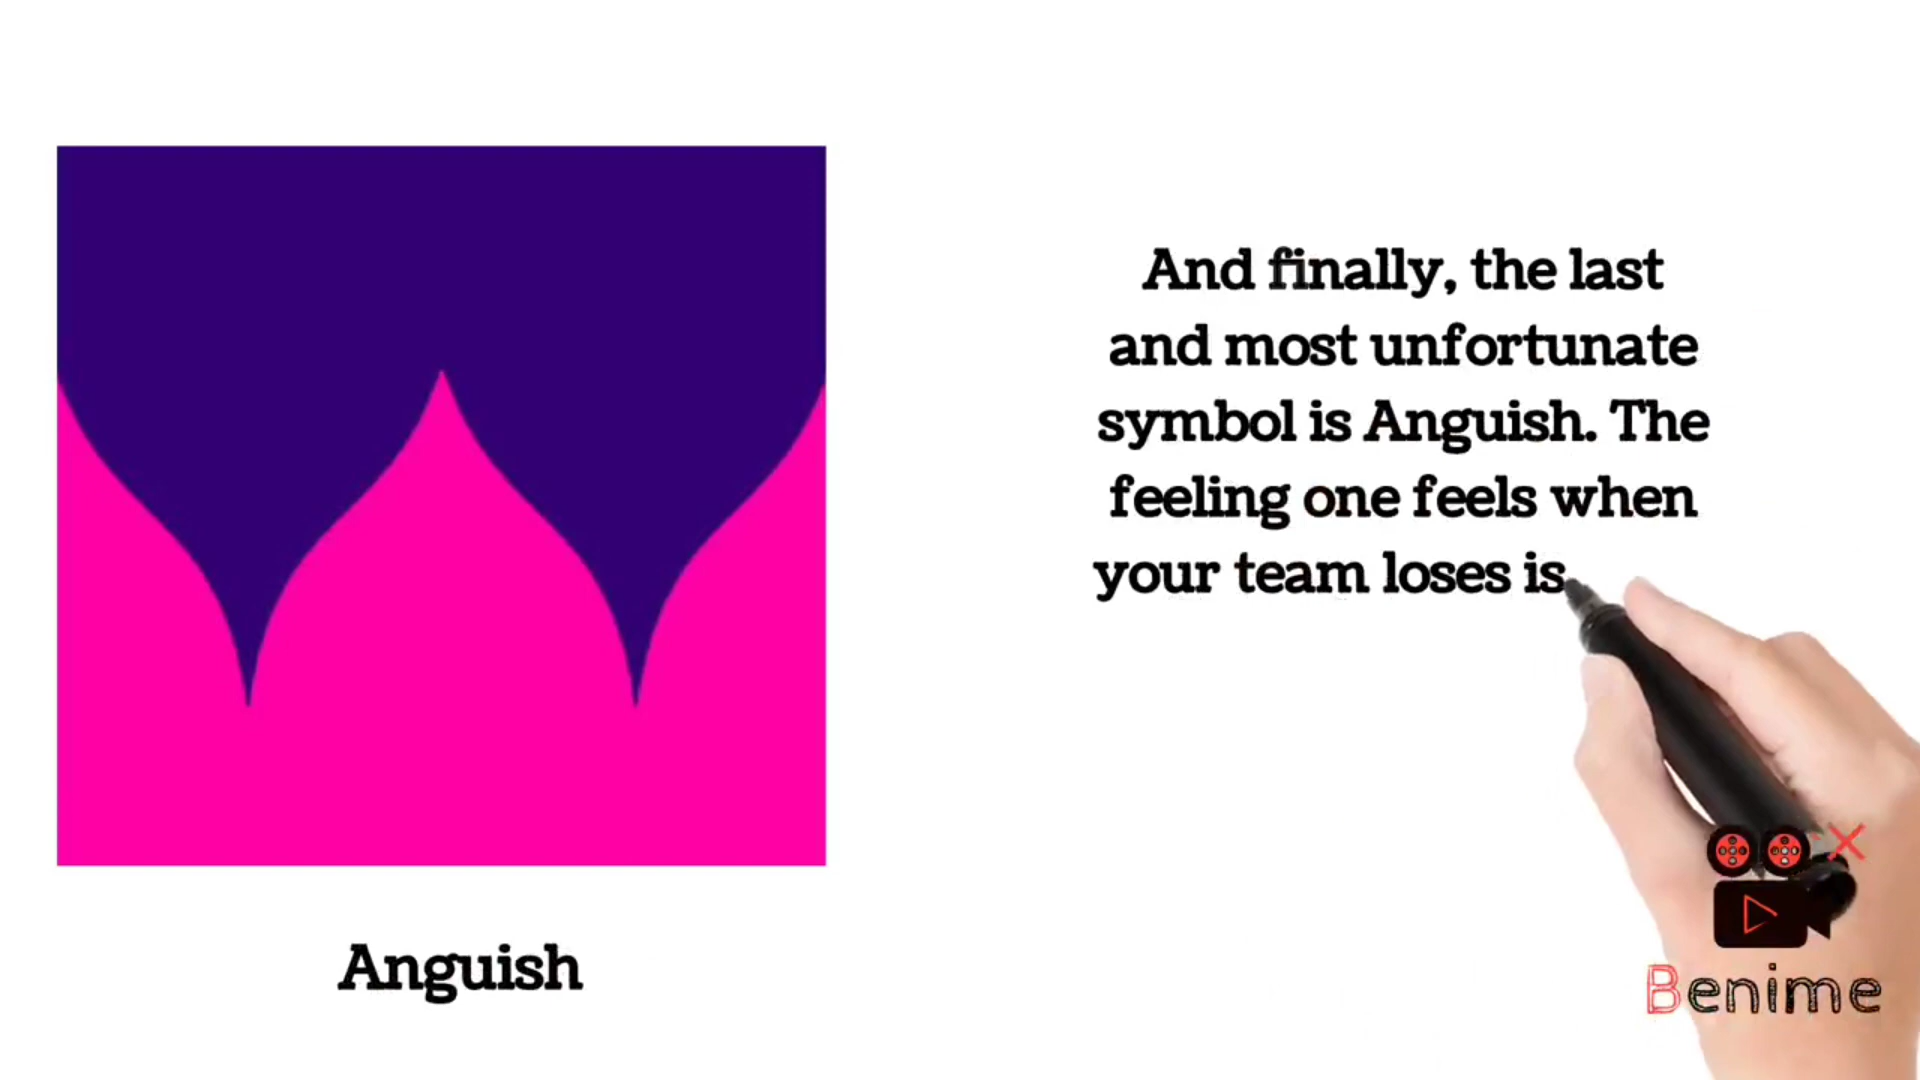 And finally, the last
and most unfortunate
symbol is Anguish. The
feeling one feels when
your team loses is
Anguish
Benime